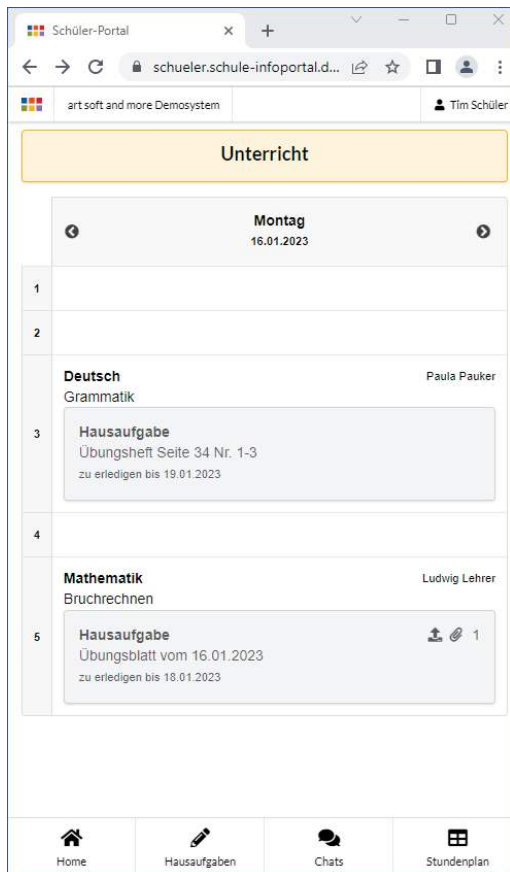 Schüler-Portal
schueler.schule-infoportal.d...
art soft and more Demosystem
Tim Schüler
Unterricht
Montag
16.01.2023
1
2
Deutsch Paula Pauker
Grammatik
3
Hausaufgabe
Übungsheft Seite 34 Nr. 1-3
zu erledigen bis 19.01.2023
4
Mathematik Ludwig Lehrer
Bruchrechnen
5
Hausaufgabe 1
Übungsblatt vom 16.01.2023
zu erledigen bis 18.01.2023
Home Hausaufgaben Chats Stundenplan